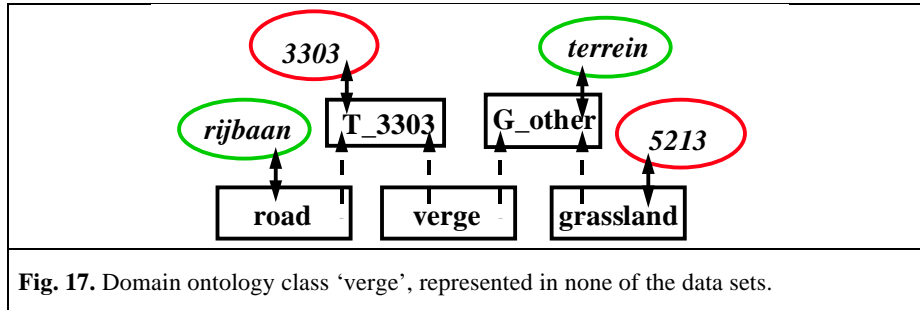 3303 terrein
T_3303 G_other
rijbaan 5213
road verge grassland
Fig. 17. Domain ontology class ‘verge’, represented in none of the data sets.